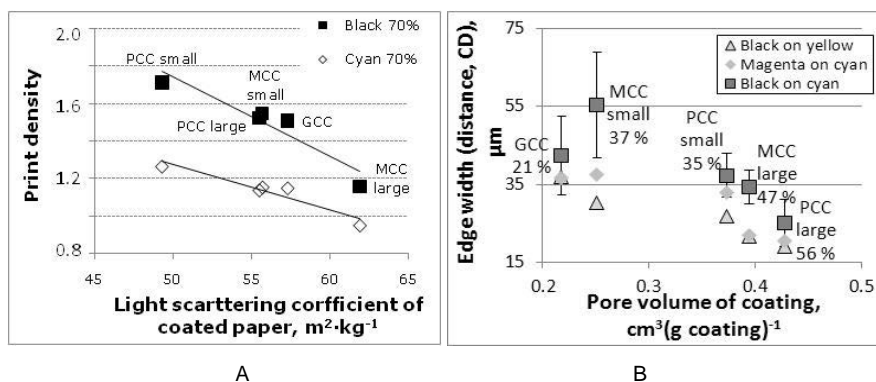 2.0
1.6
1.2
0.8
Print density
■ Black 70%
◇ Cyan 70%
PCC small
MCC
small
PCC large
GCC
MCC
large
45 50 55 60 65
Light scarttering corfficient of
coated paper, m²·kg⁻¹
A
75
55
35
15
Edge width (distance, CD),
µm
Black on yellow
Magenta on cyan
Black on cyan
GCC
21 %
MCC
small
37 %
PCC
small
35 %
MCC
large
47 %
PCC
large
56 %
0.2 0.3 0.4 0.5
Pore volume of coating,
cm³(g coating)⁻¹
B